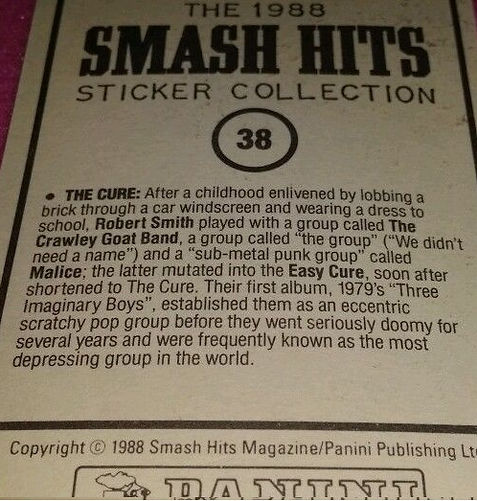 THE 1988
SMASH HITS
STICKER COLLECTION
38
● THE CURE: After a childhood enlivened by lobbing a
brick through a car windscreen and wearing a dress to
school, Robert Smith played with a group called The
Crawley Goat Band, a group called "the group" ("We didn't
need a name") and a "sub-metal punk group" called
Malice; the latter mutated into the Easy Cure, soon after
shortened to The Cure. Their first album, 1979's "Three
Imaginary Boys", established them as an eccentric
scratchy pop group before they went seriously doomy for
several years and were frequently known as the most
depressing group in the world.
Copyright © 1988 Smash Hits Magazine/Panini Publishing Lt
PANINI